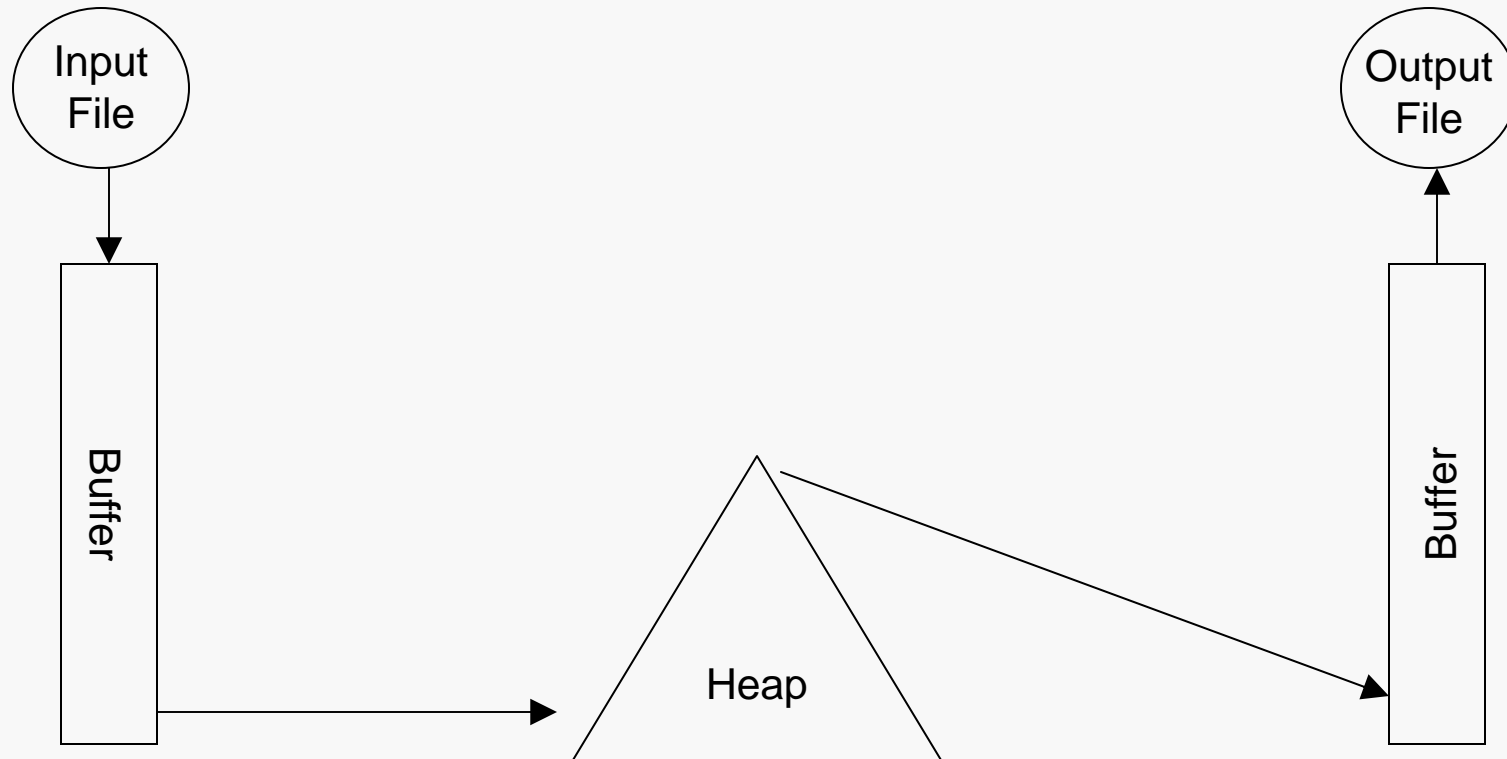 Input
File
Output
File
Buffer
Heap
Buffer